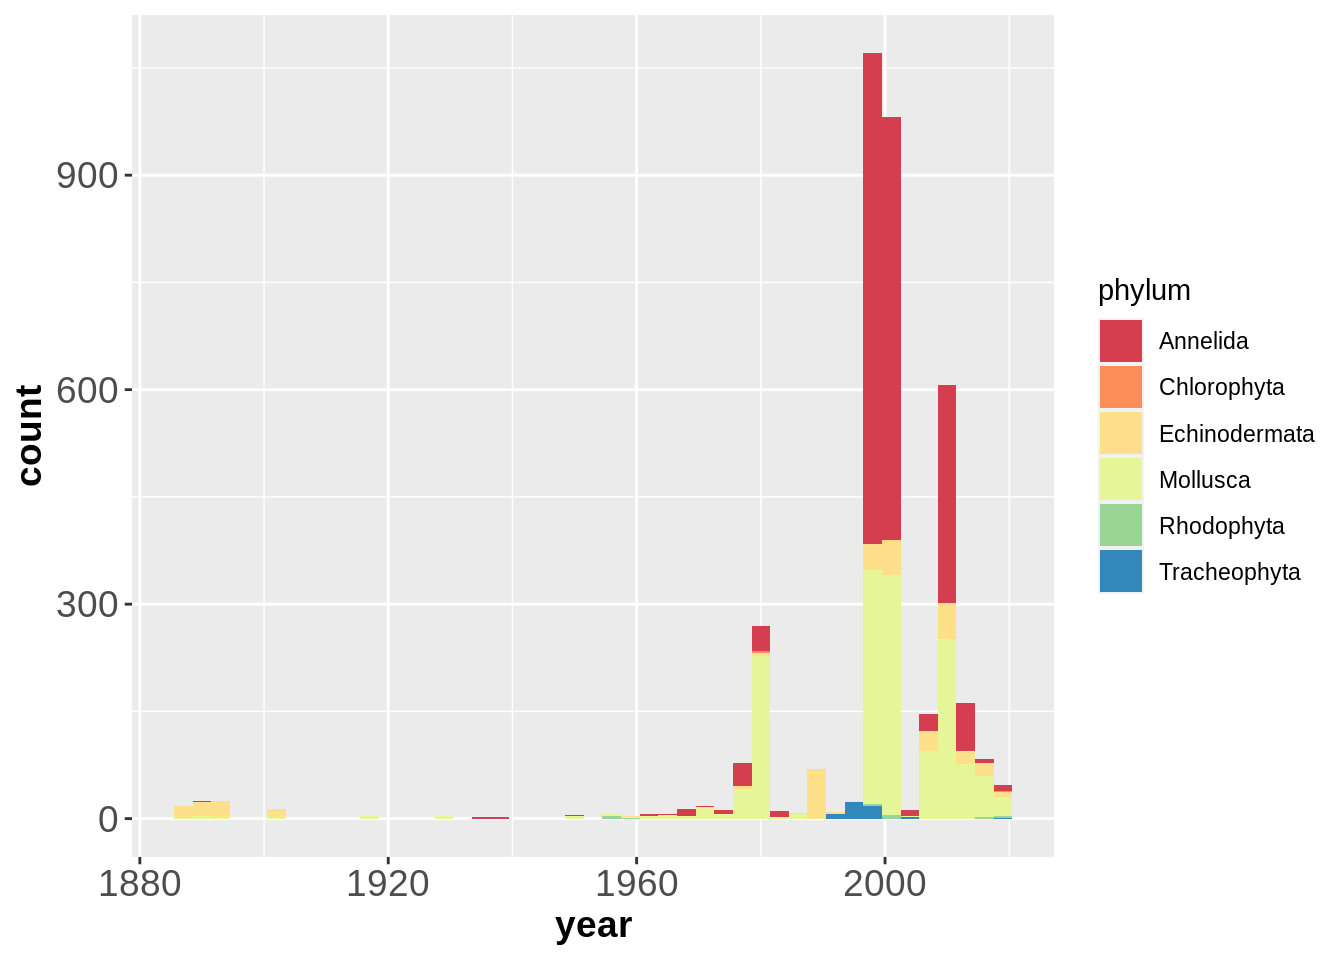 900
600
300
0
count
1880
1920
1960
2000
year
phylum
Annelida
Chlorophyta
Echinodermata
Mollusca
Rhodophyta
Tracheophyta